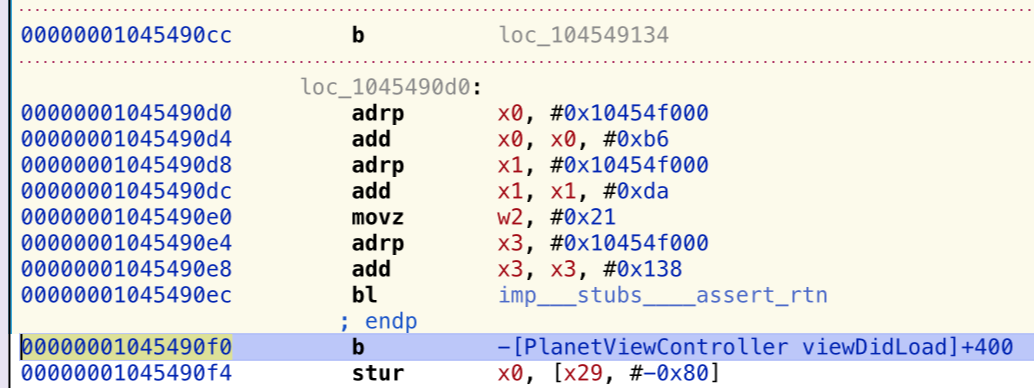 00000001045490cc b loc_104549134
loc_1045490d0:
00000001045490d0 adrp x0, #0x10454f000
00000001045490d4 add x0, x0, #0xb6
00000001045490d8 adrp x1, #0x10454f000
00000001045490dc add x1, x1, #0xda
00000001045490e0 movz w2, #0x21
00000001045490e4 adrp x3, #0x10454f000
00000001045490e8 add x3, x3, #0x138
00000001045490ec bl imp___stubs____assert_rtn
; endp
00000001045490f0 b -[PlanetViewController viewDidLoad]+400
00000001045490f4 stur x0, [x29, #-0x80]